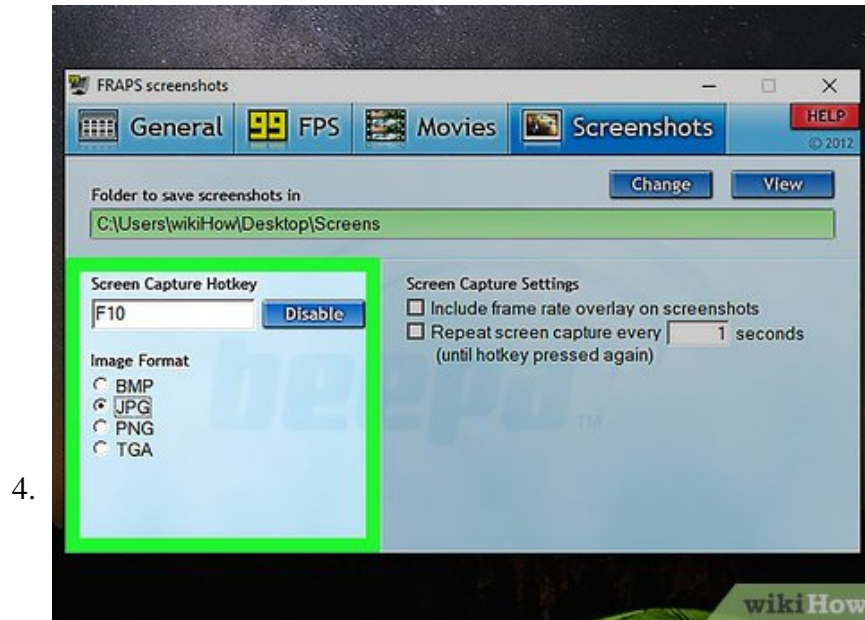 FRAPS screenshots
General
99 FPS
Movies
Screenshots
HELP
© 2012
Folder to save screenshots in
Change
View
C:\Users\wikiHow\Desktop\Screens
Screen Capture Hotkey
F10
Disable
Image Format
BMP
JPG
PNG
TGA
Screen Capture Settings
Include frame rate overlay on screenshots
Repeat screen capture every 1 seconds
(until hotkey pressed again)
beepa TM
4.
wikiHow